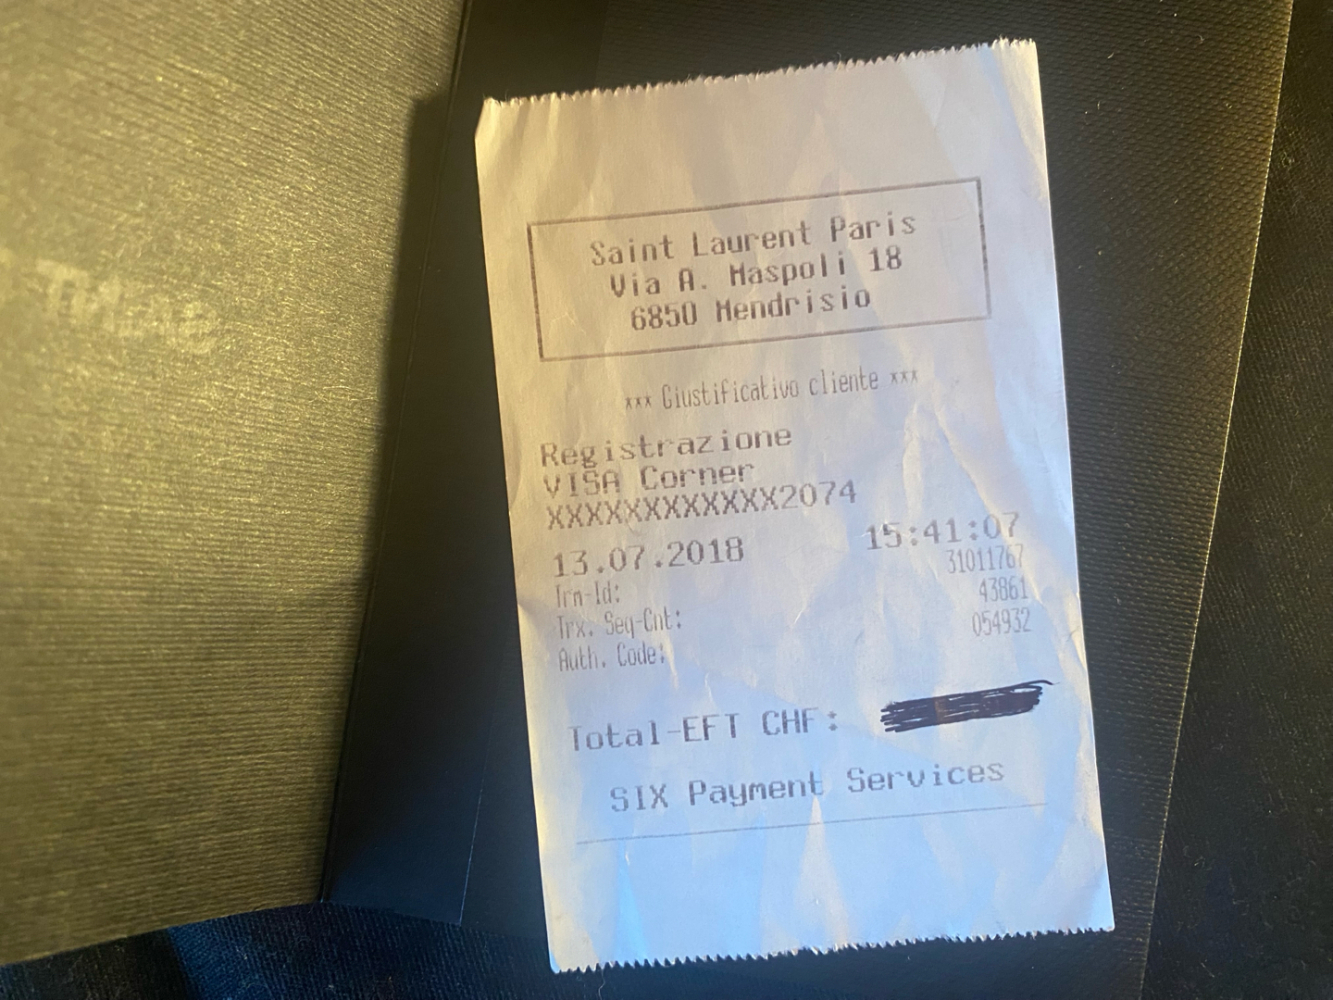 Saint Laurent Paris
Via A. Maspoli 18
6850 Mendrisio
*** Giustificativo cliente ***
Registrazione
VISA Corner
XXXXXXXXXXXX2074
13.07.2018 15:41:07
Trn-Id: 31011767
Trx. Seq-Cnt: 43861
Auth. Code: 054932
Total-EFT CHF:
SIX Payment Services